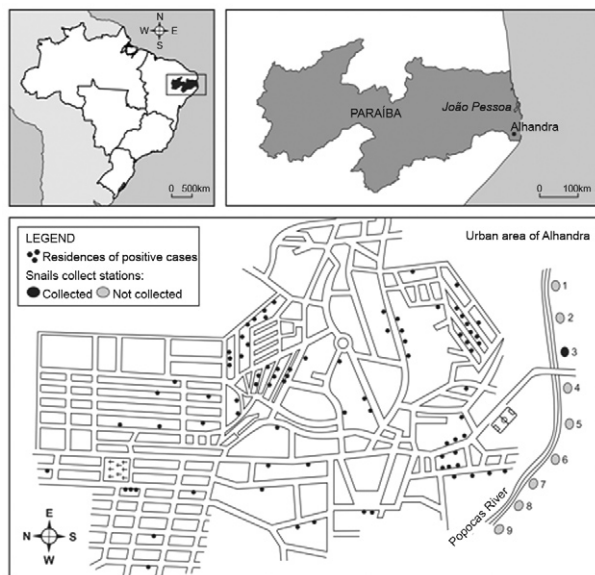 N
W E
S
0 500km
PARAÍBA
João Pessoa
Alhandra
0 100km
LEGEND
Residences of positive cases
Snails collect stations:
Collected Not collected
Urban area of Alhandra
1
2
3
4
5
6
7
8
9
Popocas River
E
N S
W